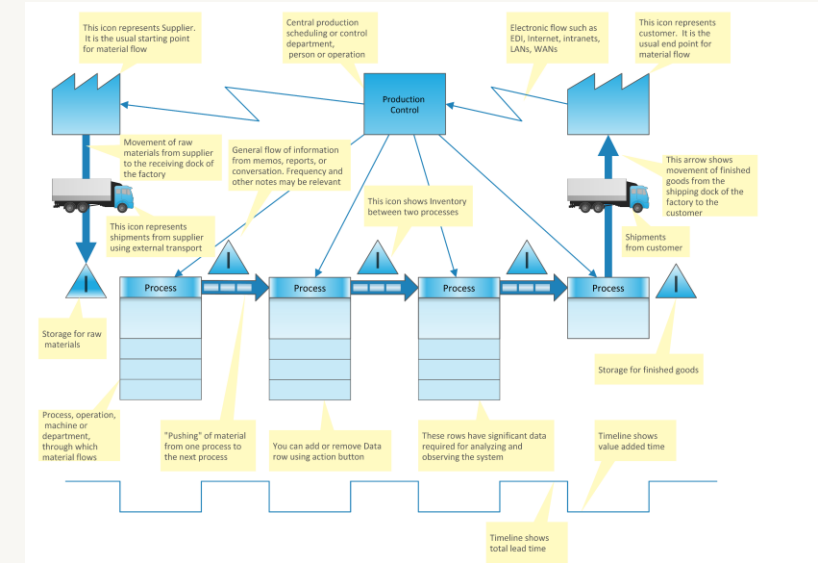 This icon represents Supplier.
It is the usual starting point
for material flow
Central production
scheduling or control
department,
person or operation
Electronic flow such as
EDI, Internet, intranets,
LANs, WANs
This icon represents
customer. It is the
usual end point for
material flow
Production
Control
Movement of raw
materials from supplier
to the receiving dock of
the factory
General flow of information
from memos, reports, or
conversation. Frequency and
other notes may be relevant
This icon shows Inventory
between two processes
This arrow shows
movement of finished
goods from the
shipping dock of the
factory to the
customer
This icon represents
shipments from supplier
using external transport
Shipments
from customer
I
I
I
I
I
Process
Process
Process
Process
Storage for raw
materials
Storage for finished goods
Process, operation,
machine or
department,
through which
material flows
"Pushing" of material
from one process to
the next process
You can add or remove Data
row using action button
These rows have significant data
required for analyzing and
observing the system
Timeline shows
value added time
Timeline shows
total lead time